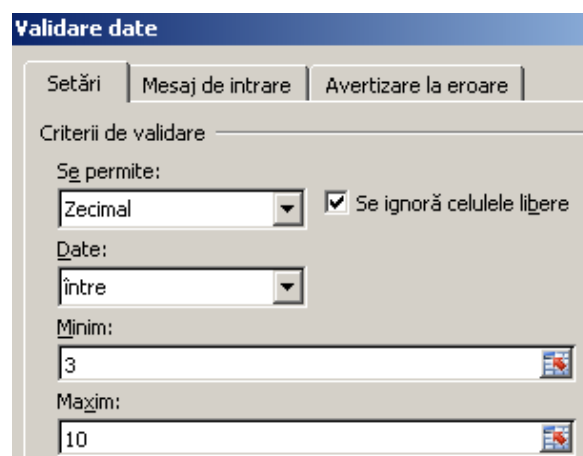 Validare date
Setări Mesaj de intrare Avertizare la eroare
Criterii de validare
Se permite:
Zecimal Se ignoră celulele libere
Date:
între
Minim:
3
Maxim:
10